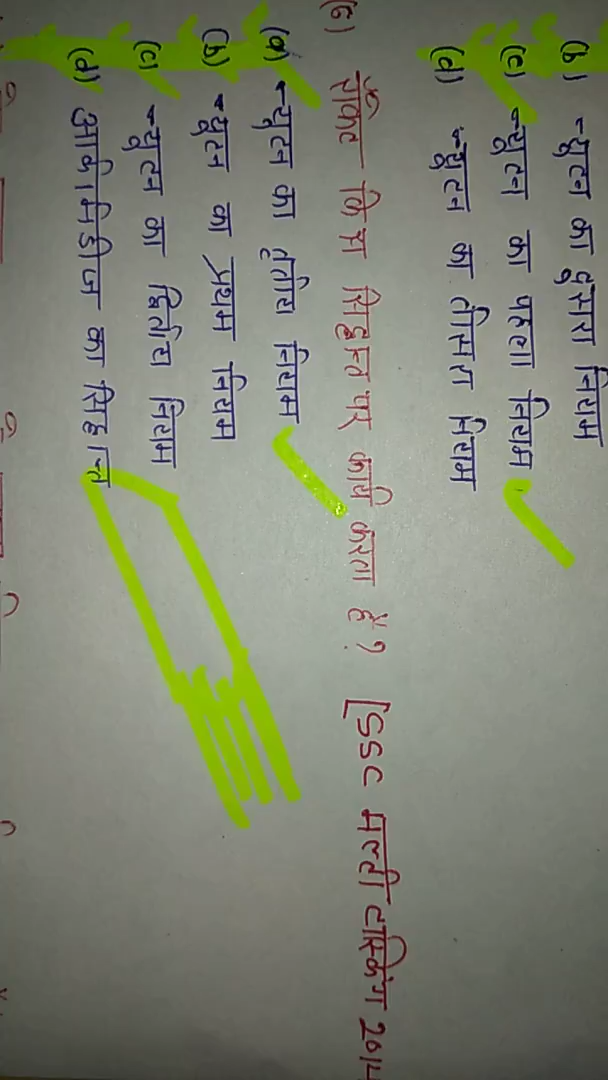 (b) न्युटन का दुसरा नियम
(c) न्युटन का पहला नियम
(d) न्युटन का तीसरा नियम
(6) रॉकेट किस सिद्धान्त पर कार्य करता है? [SSC मल्टी टास्किंग 2014
(a) न्युटन का तृतीय नियम
(b) न्युटन का प्रथम नियम
(c) न्युटन का द्वितीय नियम
(d) आर्कमिडीज का सिद्धान्त